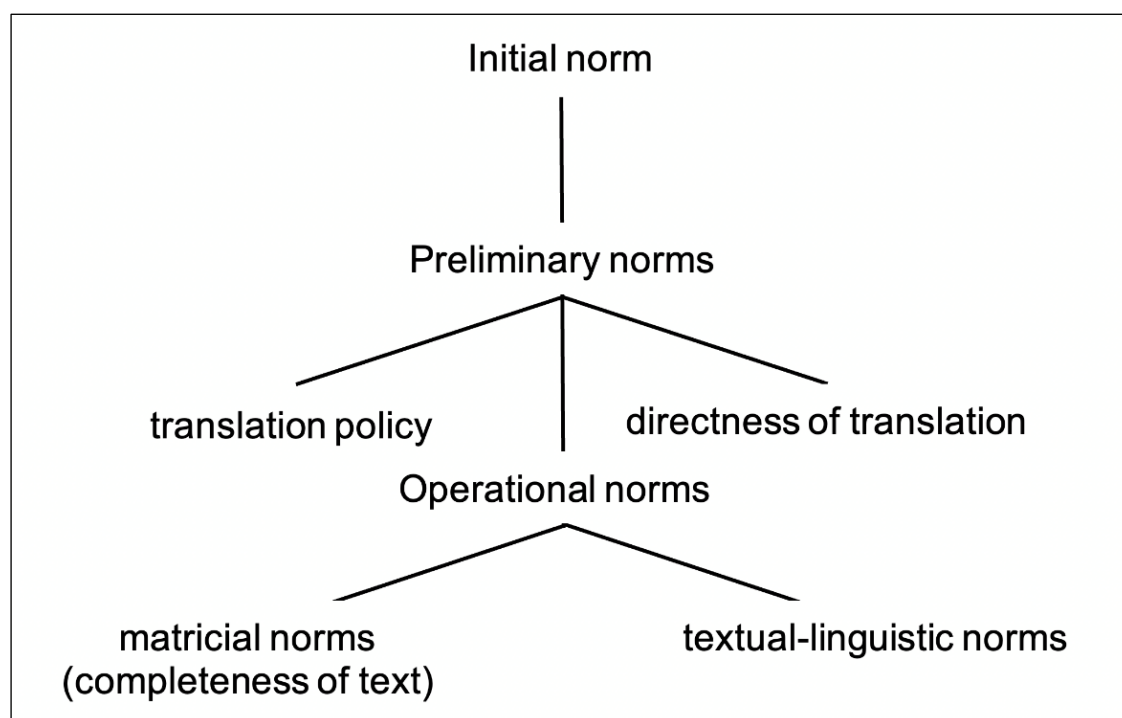 Initial norm
Preliminary norms
translation policy
directness of translation
Operational norms
matricial norms
(completeness of text)
textual-linguistic norms